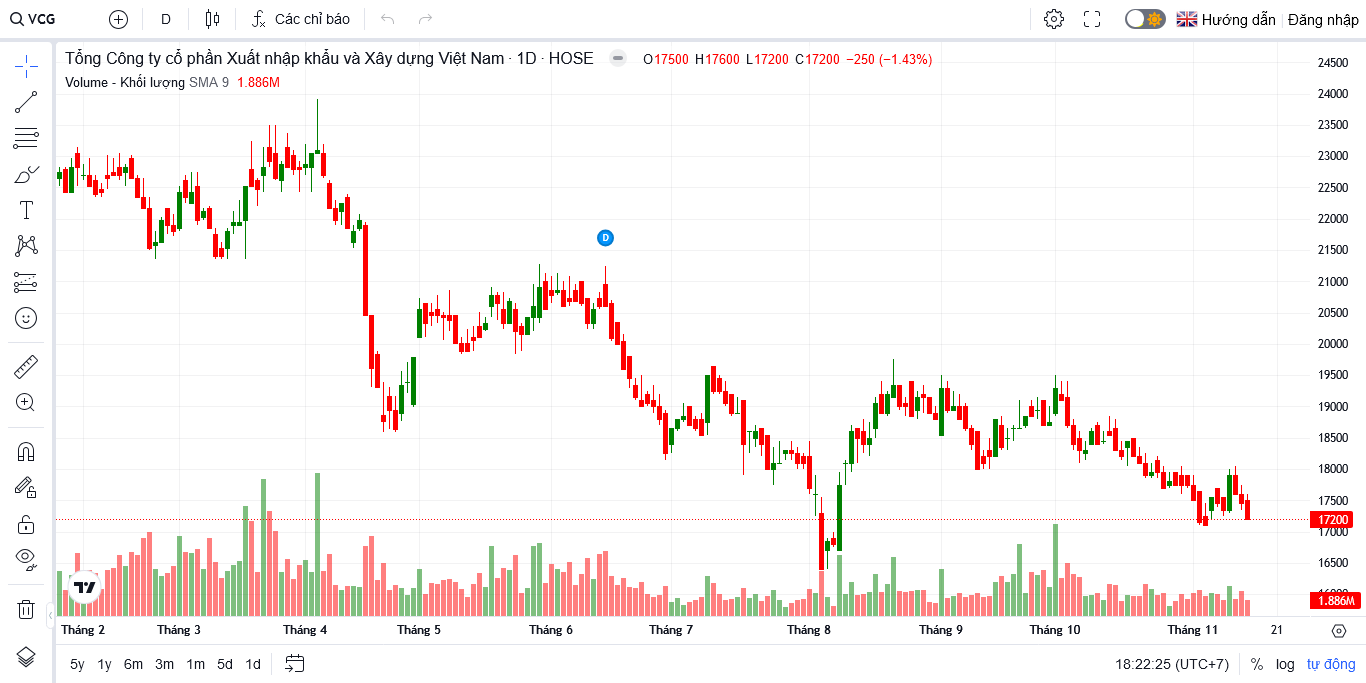 VCG D Các chỉ báo Hướng dẫn Đăng nhập
Tổng Công ty cổ phần Xuất nhập khẩu và Xây dựng Việt Nam · 1D · HOSE O17500 H17600 L17200 C17200 −250 (−1.43%)
Volume - Khối lượng SMA 9 1.886M
24500
24000
23500
23000
22500
22000
21500
D
21000
20500
20000
19500
19000
18500
18000
17500
17200
17000
16500
1.886M
Tháng 2 Tháng 3 Tháng 4 Tháng 5 Tháng 6 Tháng 7 Tháng 8 Tháng 9 Tháng 10 Tháng 11 21
5y 1y 6m 3m 1m 5d 1d 18:22:25 (UTC+7) % log tự động